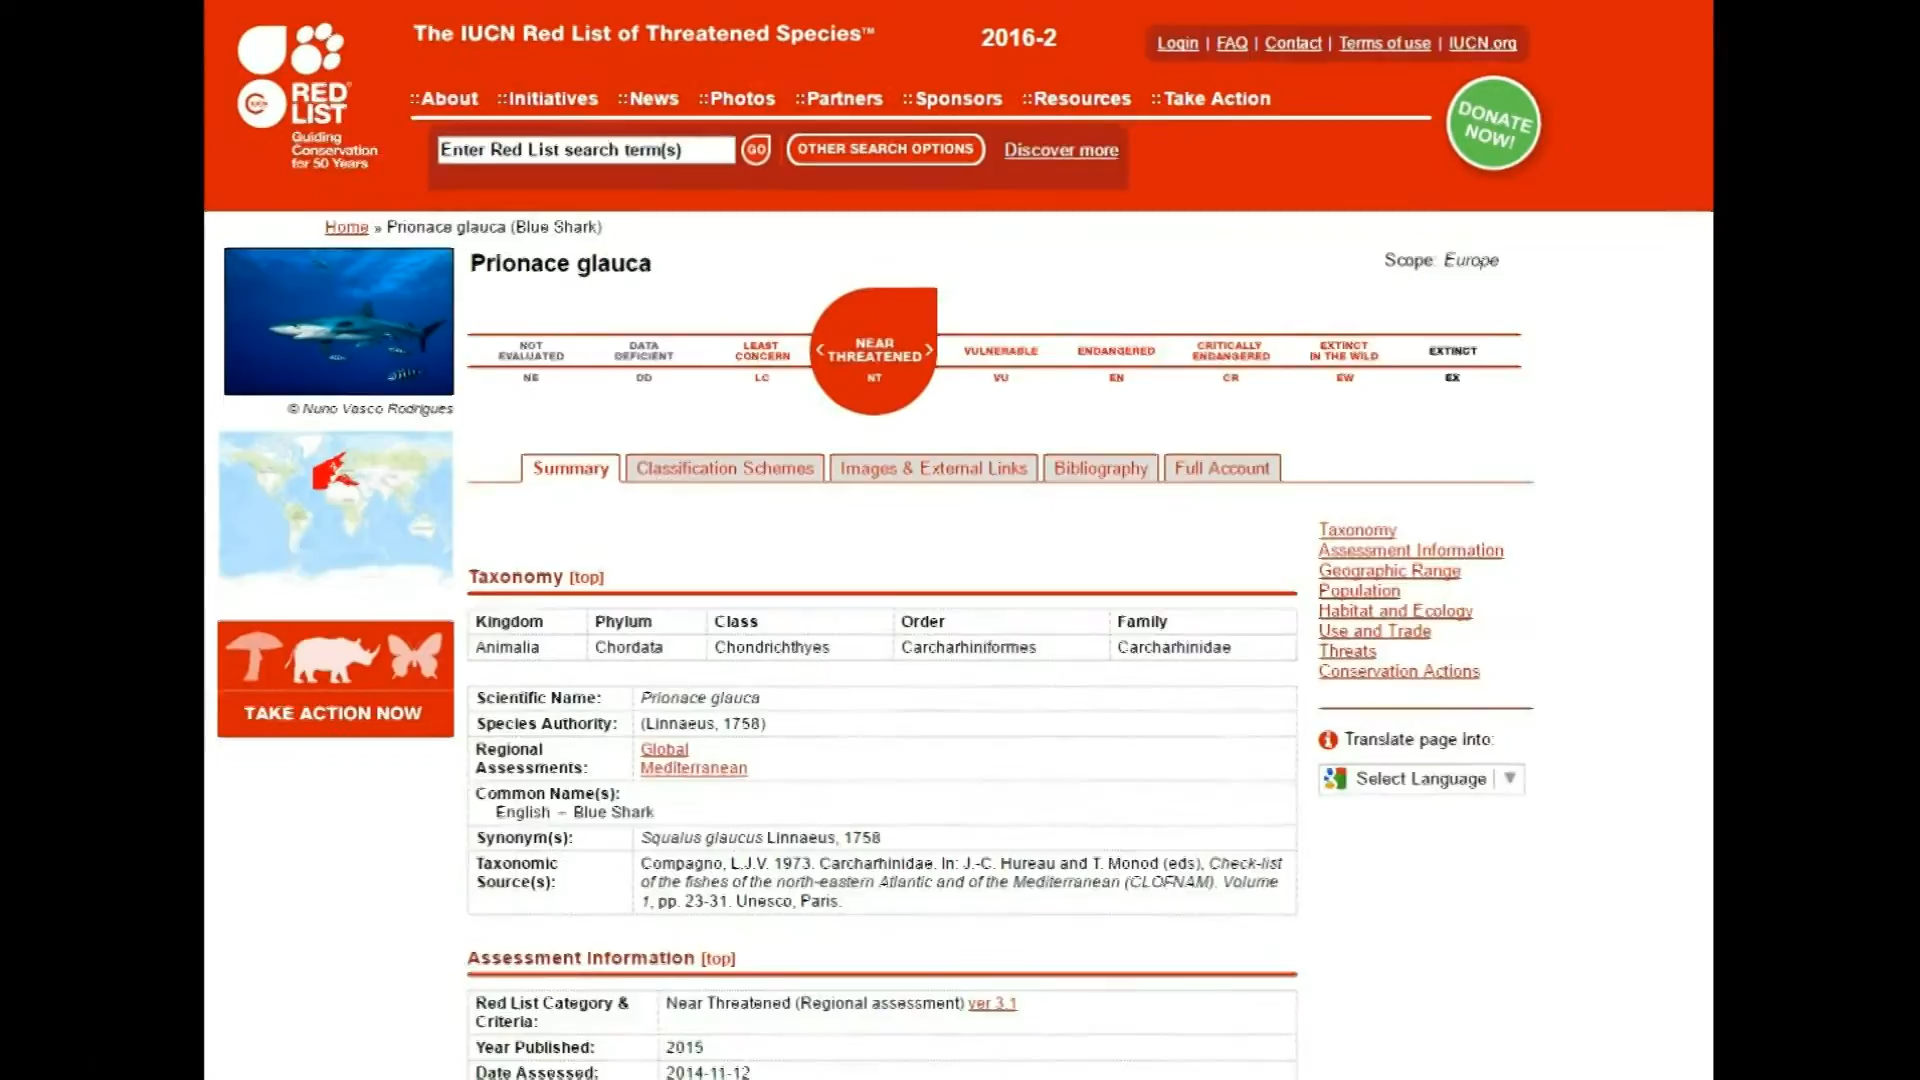 The IUCN Red List of Threatened Species™
2016-2
Login | FAQ | Contact | Terms of use | IUCN.org
IUCN
RED
LIST
Guiding
Conservation
for 50 Years
::About ::Initiatives ::News ::Photos ::Partners ::Sponsors ::Resources ::Take Action
DONATE
NOW!
Enter Red List search term(s) GO OTHER SEARCH OPTIONS Discover more
Home » Prionace glauca (Blue Shark)
Prionace glauca
Scope: Europe
© Nuno Vasco Rodrigues
NOT
EVALUATED
NE
DATA
DEFICIENT
DD
LEAST
CONCERN
LC
< NEAR
THREATENED >
NT
VULNERABLE
VU
ENDANGERED
EN
CRITICALLY
ENDANGERED
CR
EXTINCT
IN THE WILD
EW
EXTINCT
EX
Summary Classification Schemes Images & External Links Bibliography Full Account
TAKE ACTION NOW
Taxonomy [top]
Kingdom Phylum Class Order Family
Animalia Chordata Chondrichthyes Carcharhiniformes Carcharhinidae
Scientific Name: Prionace glauca
Species Authority: (Linnaeus, 1758)
Regional Global
Assessments: Mediterranean
Common Name(s):
English – Blue Shark
Synonym(s): Squalus glaucus Linnaeus, 1758
Taxonomic Compagno, L.J.V. 1973. Carcharhinidae. In: J.-C. Hureau and T. Monod (eds), Check-list
Source(s): of the fishes of the north-eastern Atlantic and of the Mediterranean (CLOFNAM). Volume
1, pp. 23-31. Unesco, Paris.
Assessment Information [top]
Red List Category & Near Threatened (Regional assessment) ver 3.1
Criteria:
Year Published: 2015
Date Assessed: 2014-11-12
Taxonomy
Assessment Information
Geographic Range
Population
Habitat and Ecology
Use and Trade
Threats
Conservation Actions
Translate page into:
Select Language ▼